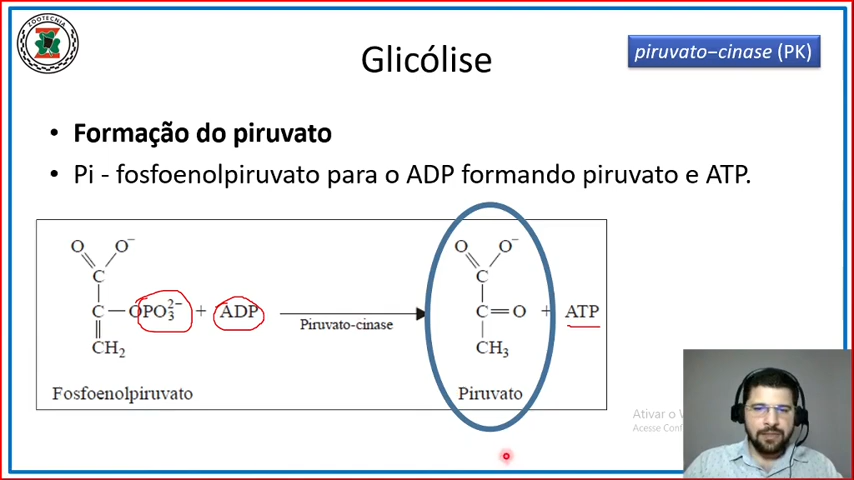 ZOOTECNIA
Glicólise
piruvato–cinase (PK)
• Formação do piruvato
• Pi - fosfoenolpiruvato para o ADP formando piruvato e ATP.
O O⁻ O O⁻
C C
C—OPO₃²⁻ + ADP Piruvato-cinase C=O + ATP
CH₂ CH₃
Fosfoenolpiruvato Piruvato
Ativar o
Acesse Conf